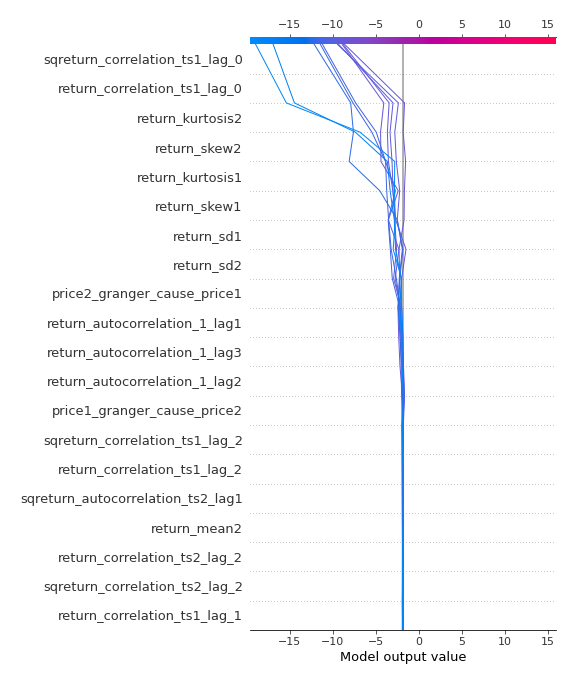 −15 −10 −5 0 5 10 15
sqreturn_correlation_ts1_lag_0
return_correlation_ts1_lag_0
return_kurtosis2
return_skew2
return_kurtosis1
return_skew1
return_sd1
return_sd2
price2_granger_cause_price1
return_autocorrelation_1_lag1
return_autocorrelation_1_lag3
return_autocorrelation_1_lag2
price1_granger_cause_price2
sqreturn_correlation_ts1_lag_2
return_correlation_ts1_lag_2
sqreturn_autocorrelation_ts2_lag1
return_mean2
return_correlation_ts2_lag_2
sqreturn_correlation_ts2_lag_2
return_correlation_ts1_lag_1
−15 −10 −5 0 5 10 15
Model output value